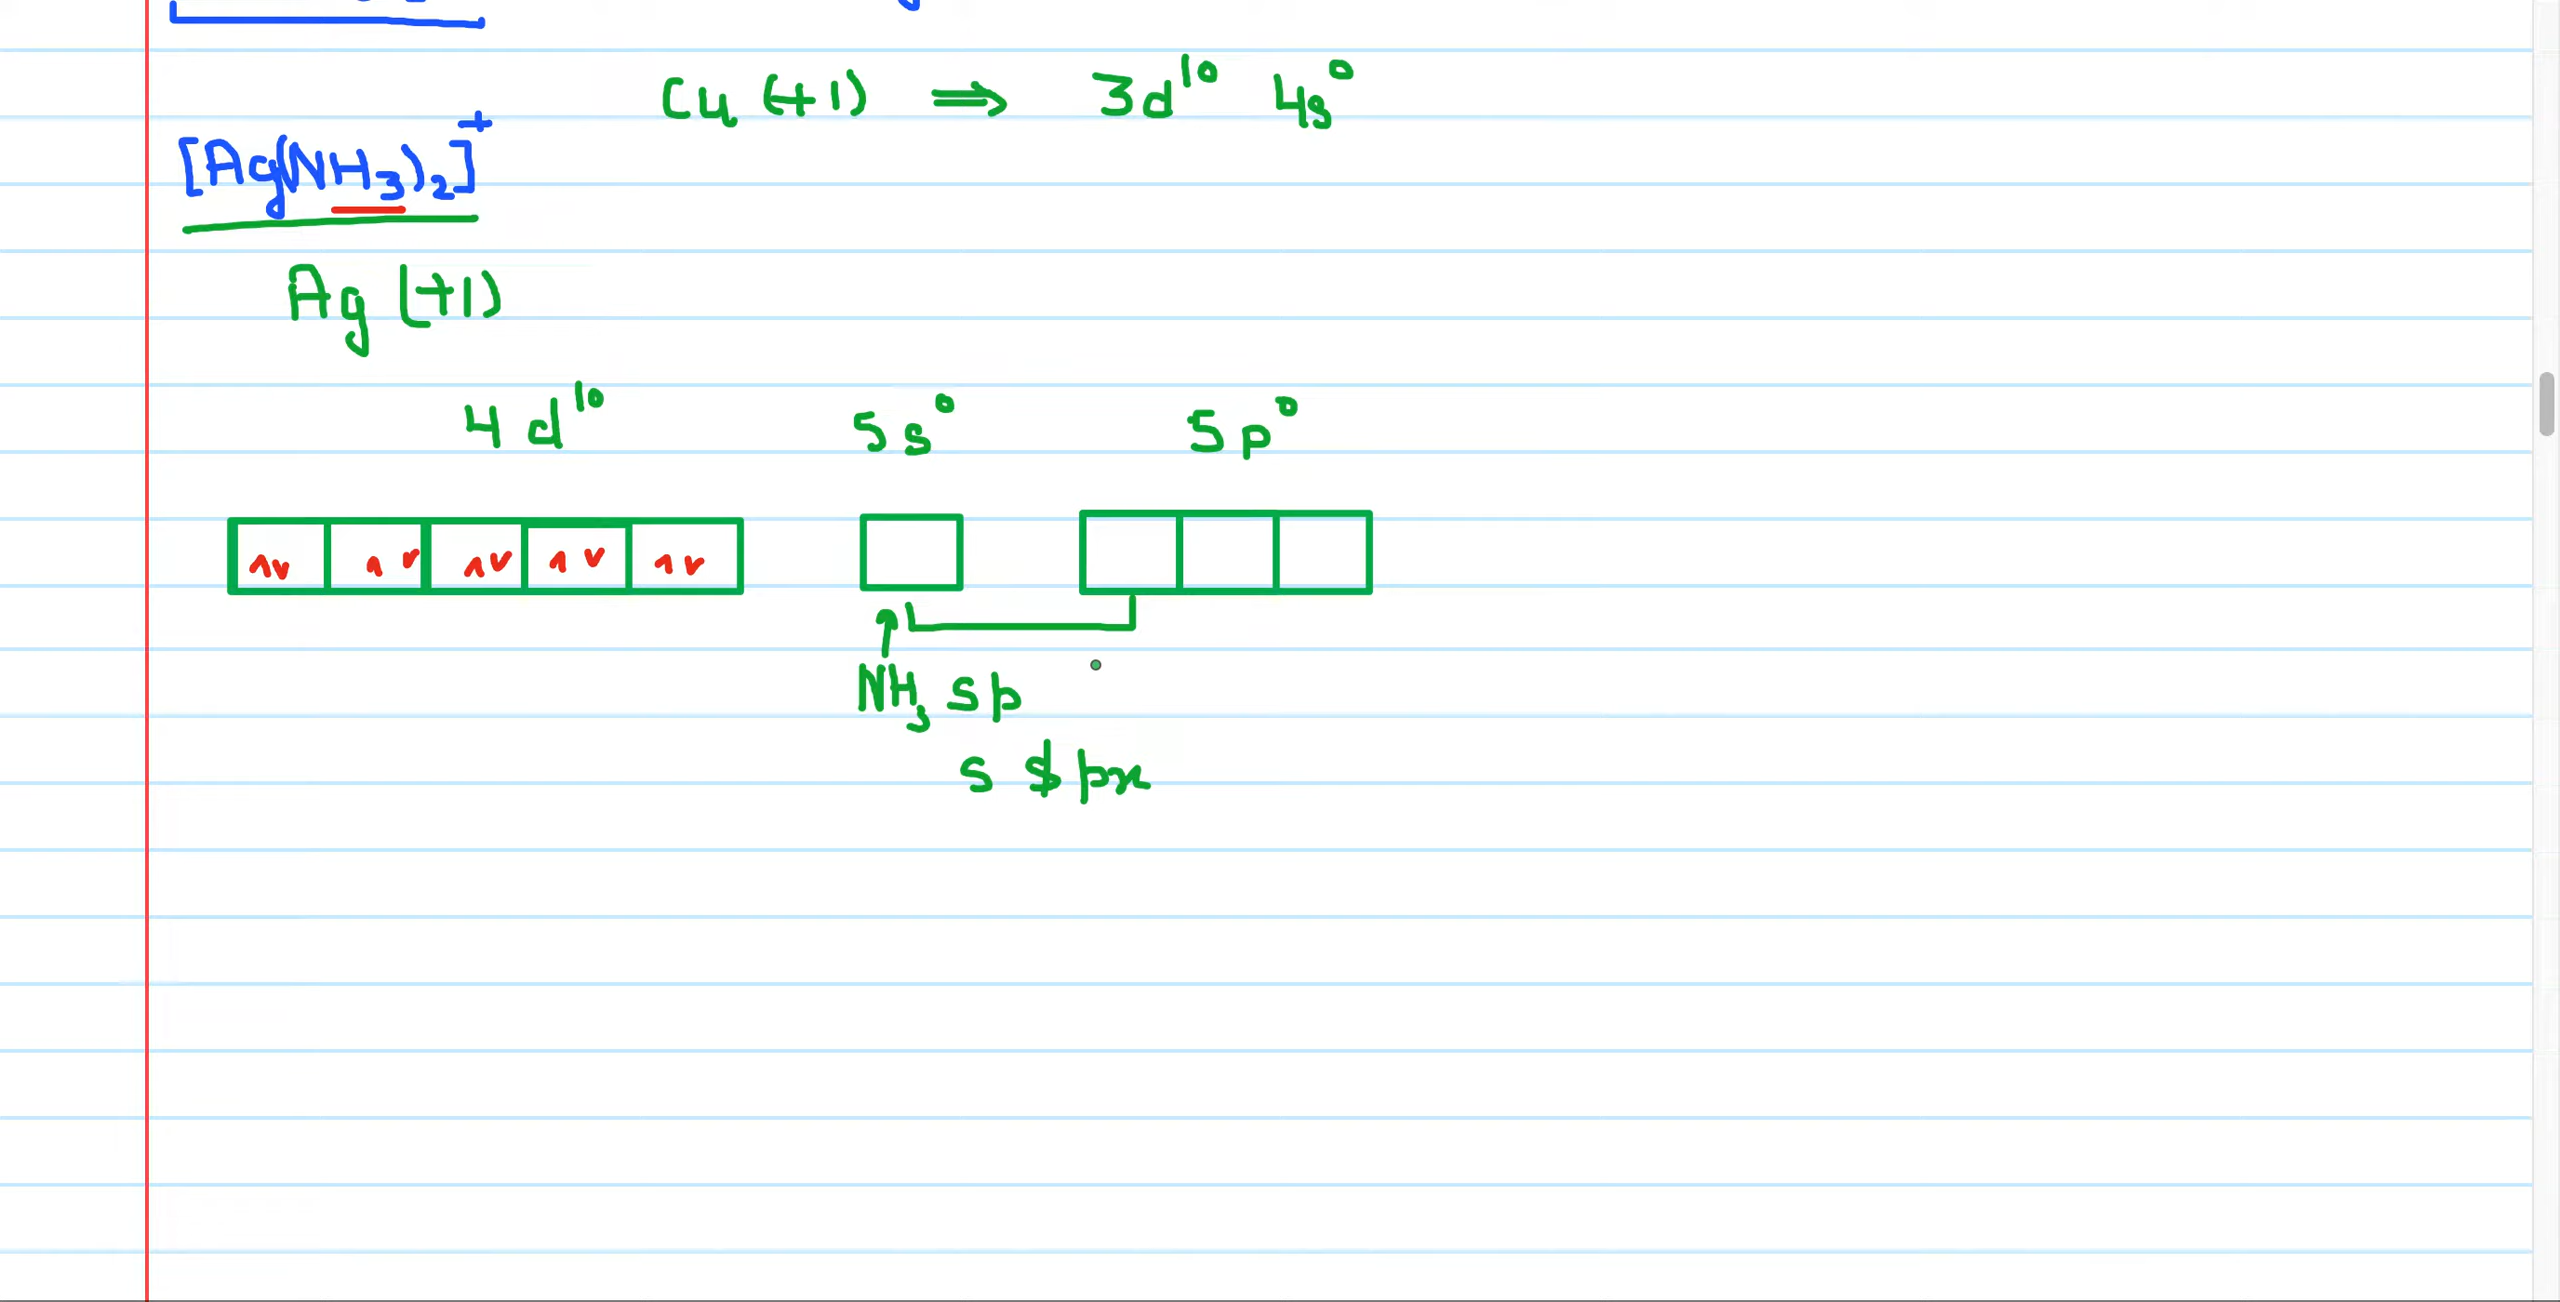 Cu (+1) ⇒ 3d¹⁰ 4s⁰
[Ag(NH₃)₂]⁺
Ag (+1)
4d¹⁰ 5s⁰ 5p⁰
NH₃ sp
s $ px